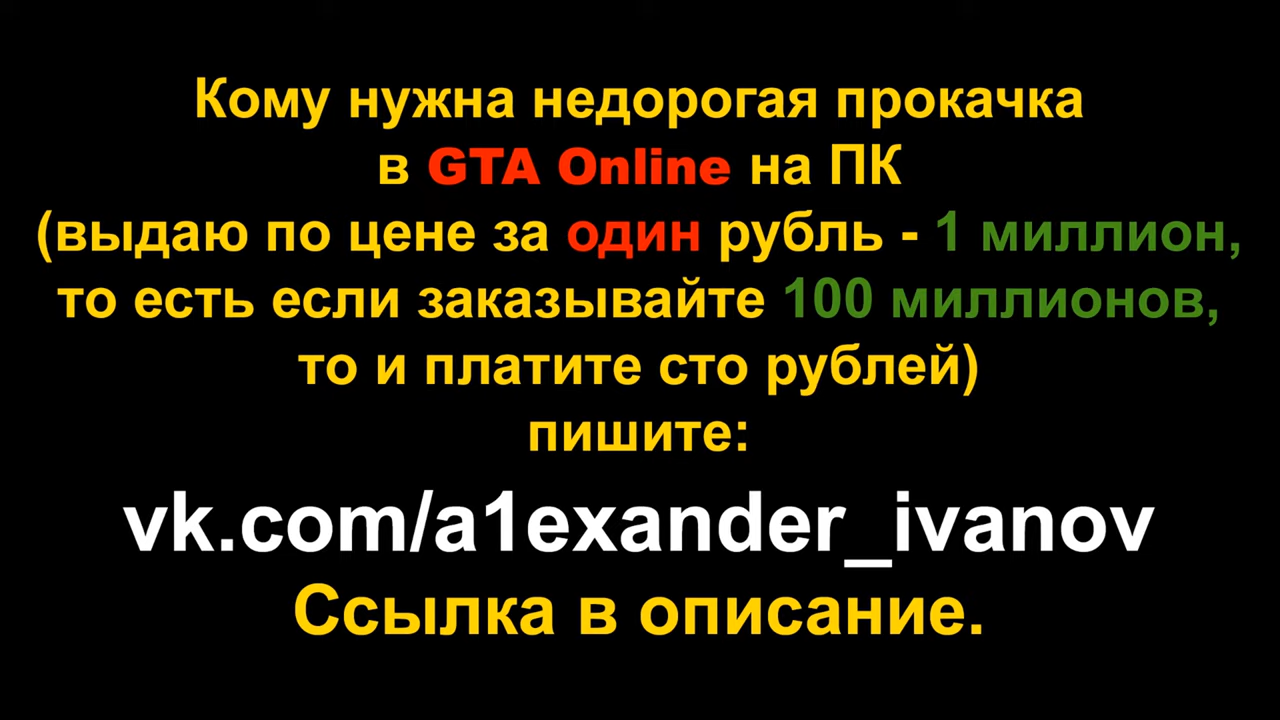 Кому нужна недорогая прокачка
в GTA Online на ПК
(выдаю по цене за один рубль - 1 миллион,
то есть если заказывайте 100 миллионов,
то и платите сто рублей)
пишите:
vk.com/a1exander_ivanov
Ссылка в описание.